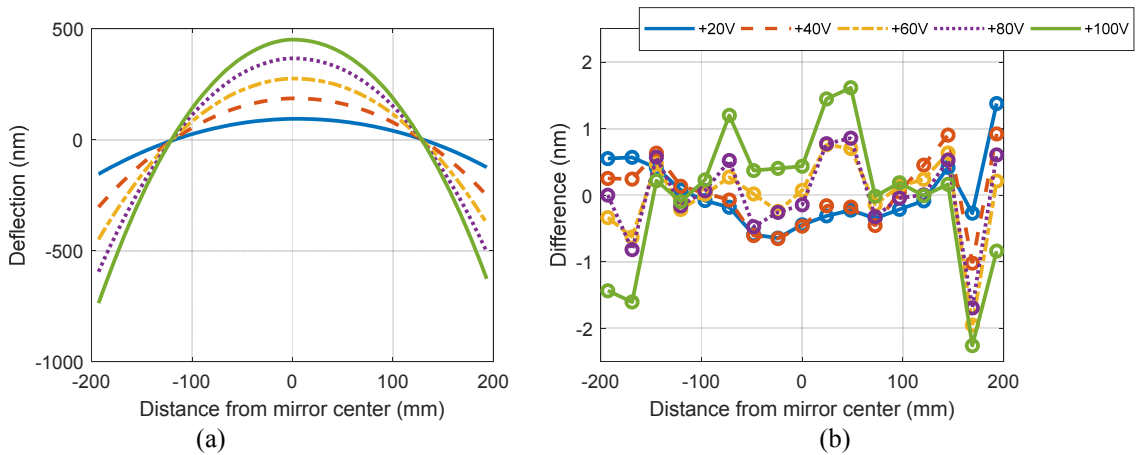 +20V +40V +60V +80V +100V
500
0
-500
-1000
Deflection (nm)
-200 -100 0 100 200
Distance from mirror center (mm)
(a)
2
1
0
-1
-2
Difference (nm)
-200 -100 0 100 200
Distance from mirror center (mm)
(b)